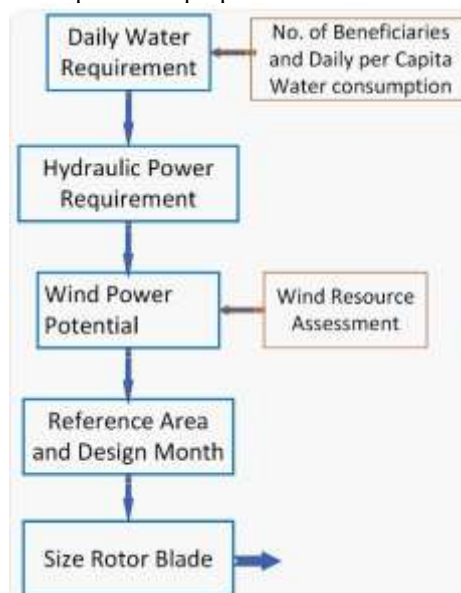 Daily Water
Requirement
No. of Beneficiaries
and Daily per Capita
Water consumption
Hydraulic Power
Requirement
Wind Power
Potential
Wind Resource
Assessment
Reference Area
and Design Month
Size Rotor Blade